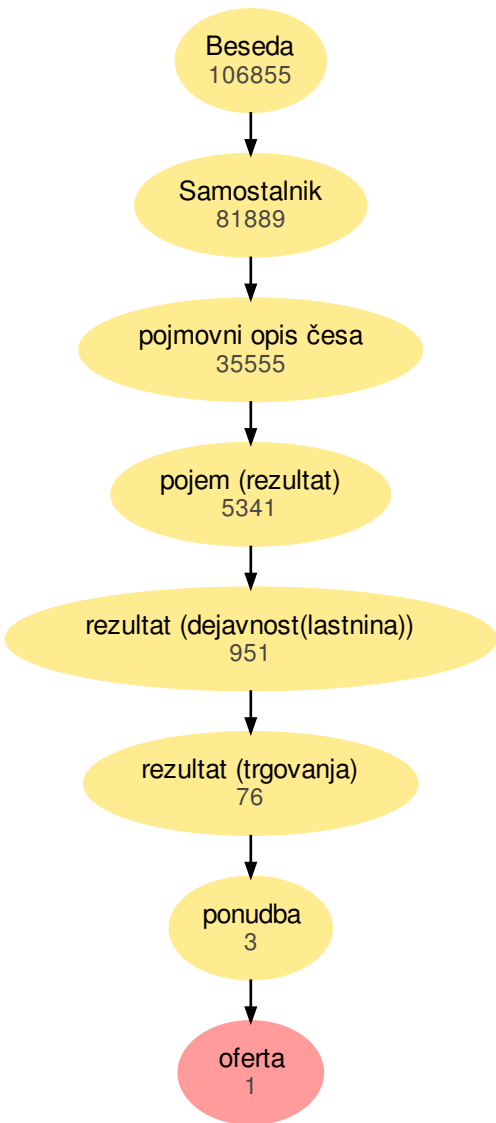 Beseda
106855
Samostalnik
81889
pojmovni opis česa
35555
pojem (rezultat)
5341
rezultat (dejavnost(lastnina))
951
rezultat (trgovanja)
76
ponudba
3
oferta
1